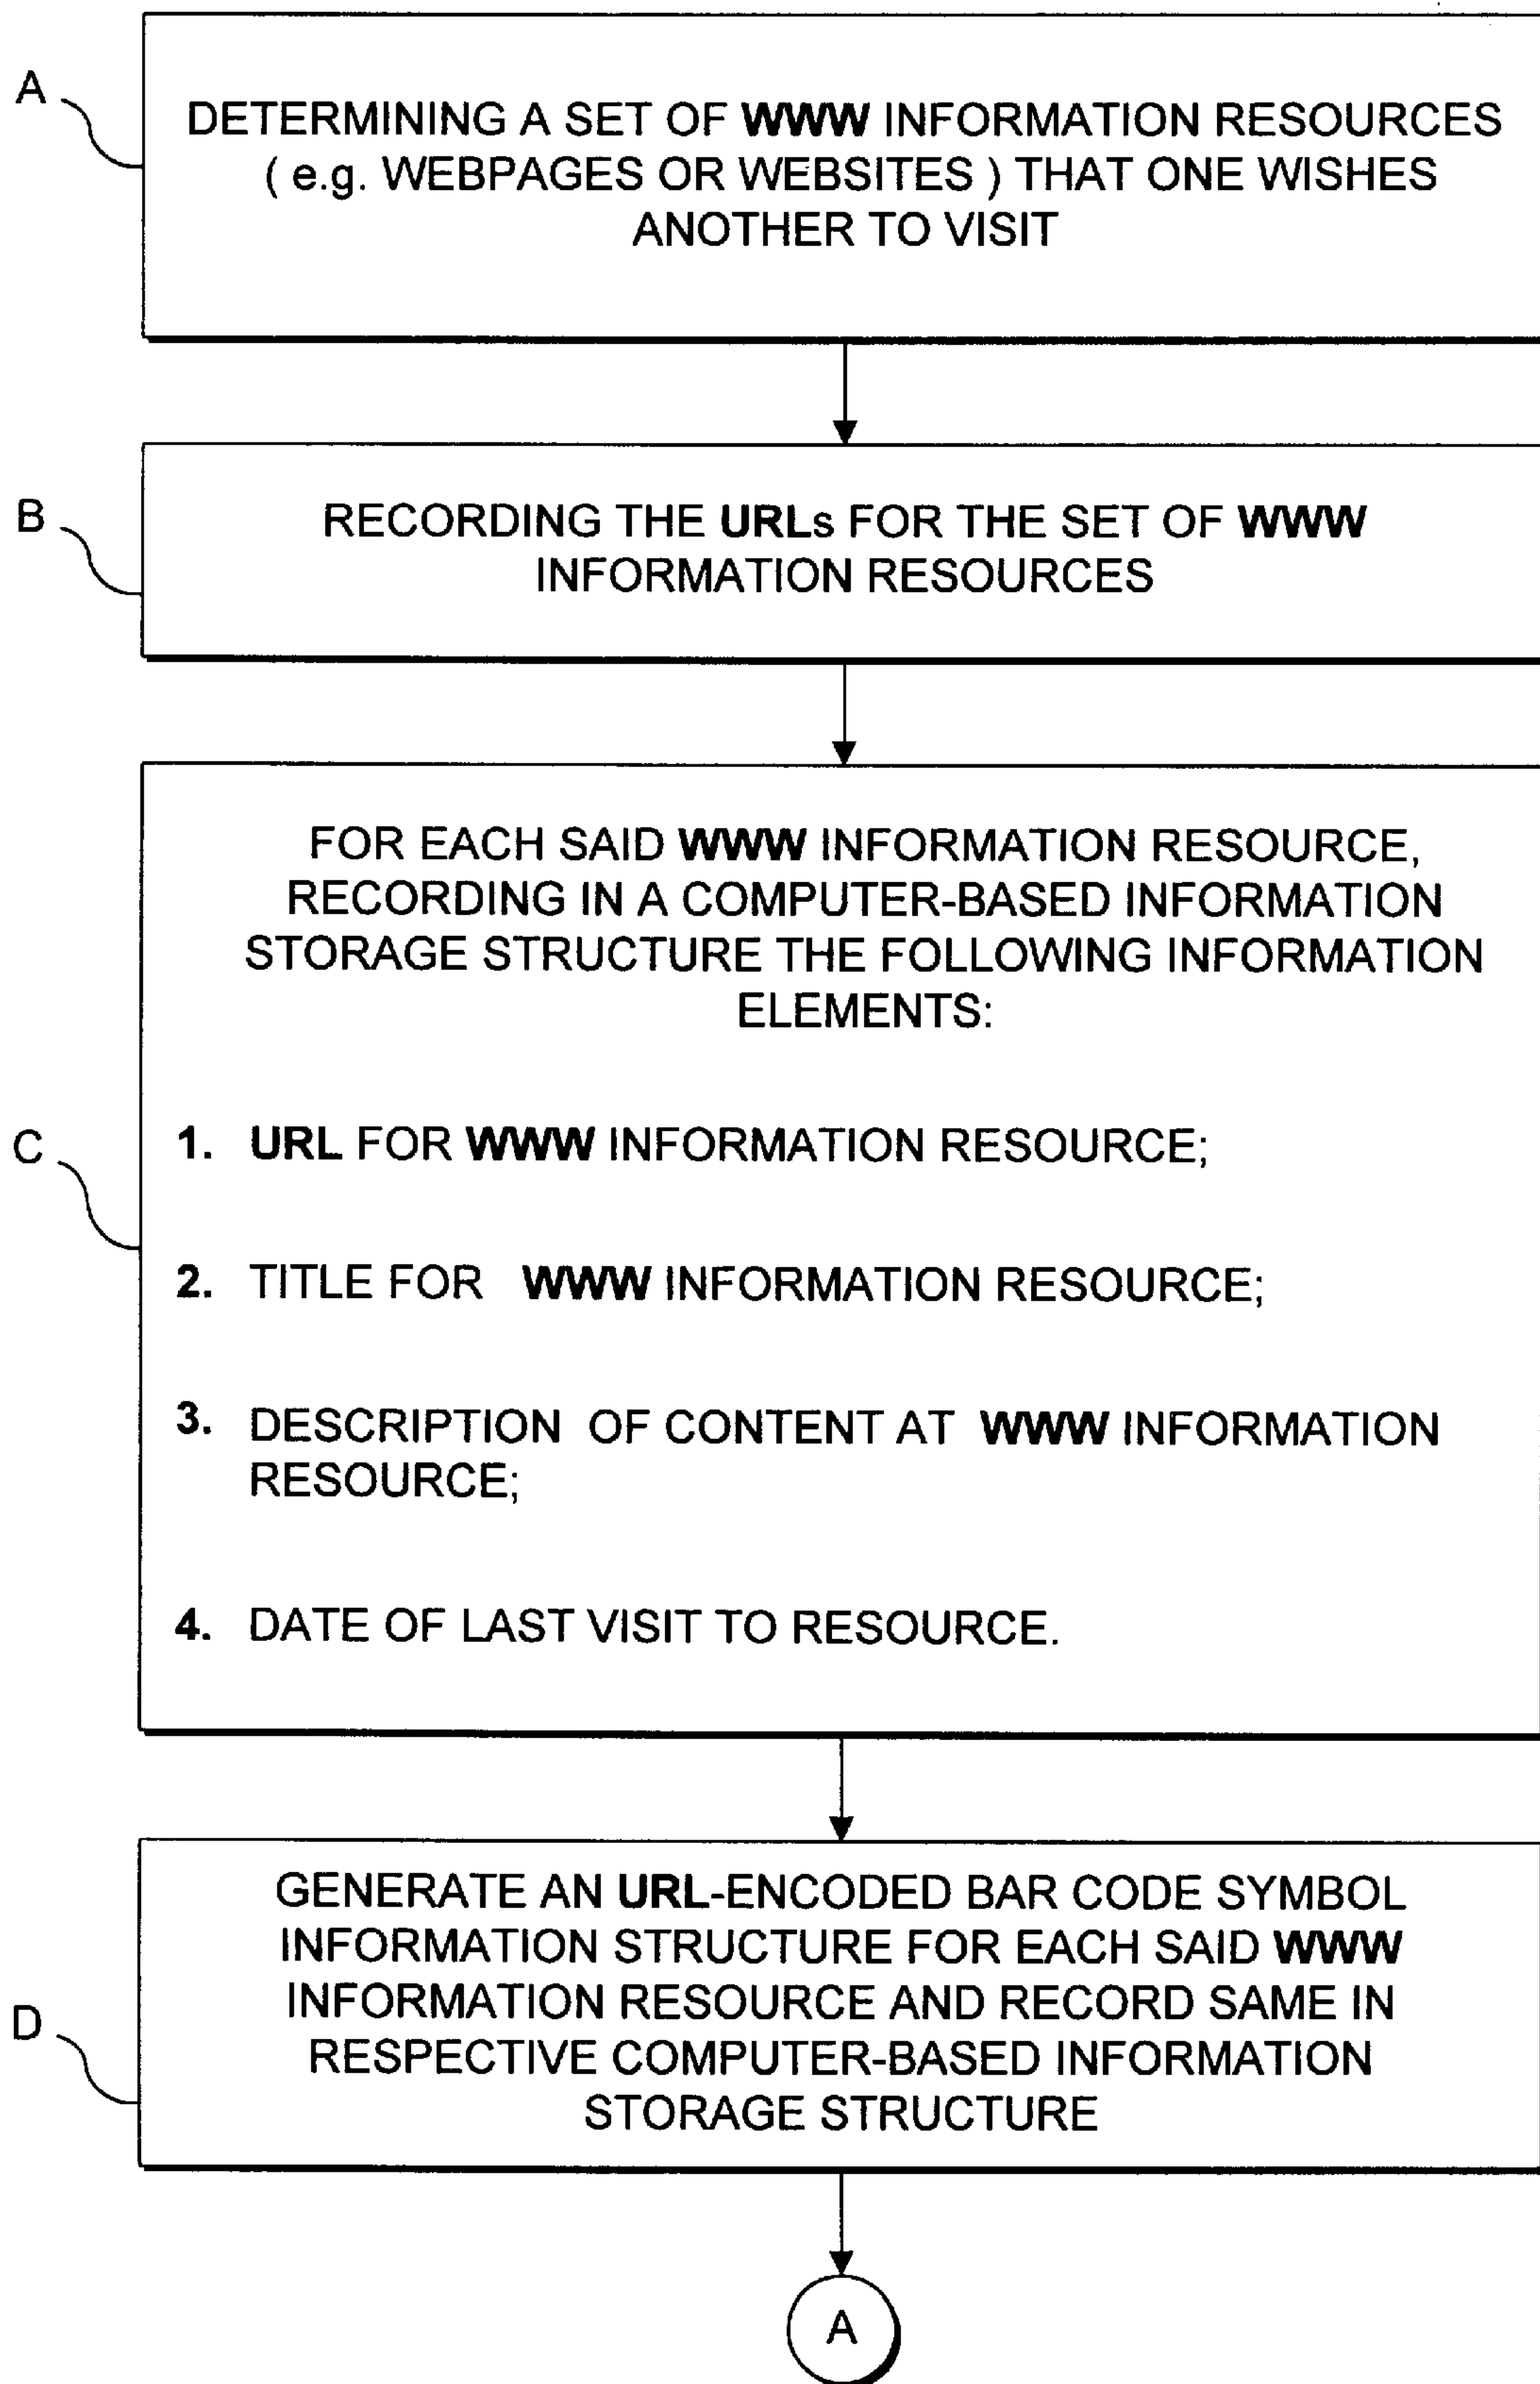 A
DETERMINING A SET OF WWW INFORMATION RESOURCES
( e.g. WEBPAGES OR WEBSITES ) THAT ONE WISHES
ANOTHER TO VISIT
B
RECORDING THE URLs FOR THE SET OF WWW
INFORMATION RESOURCES
FOR EACH SAID WWW INFORMATION RESOURCE,
RECORDING IN A COMPUTER-BASED INFORMATION
STORAGE STRUCTURE THE FOLLOWING INFORMATION
ELEMENTS:
C
1. URL FOR WWW INFORMATION RESOURCE;
2. TITLE FOR WWW INFORMATION RESOURCE;
3. DESCRIPTION OF CONTENT AT WWW INFORMATION
RESOURCE;
4. DATE OF LAST VISIT TO RESOURCE.
GENERATE AN URL-ENCODED BAR CODE SYMBOL
INFORMATION STRUCTURE FOR EACH SAID WWW
INFORMATION RESOURCE AND RECORD SAME IN
D
RESPECTIVE COMPUTER-BASED INFORMATION
STORAGE STRUCTURE
A